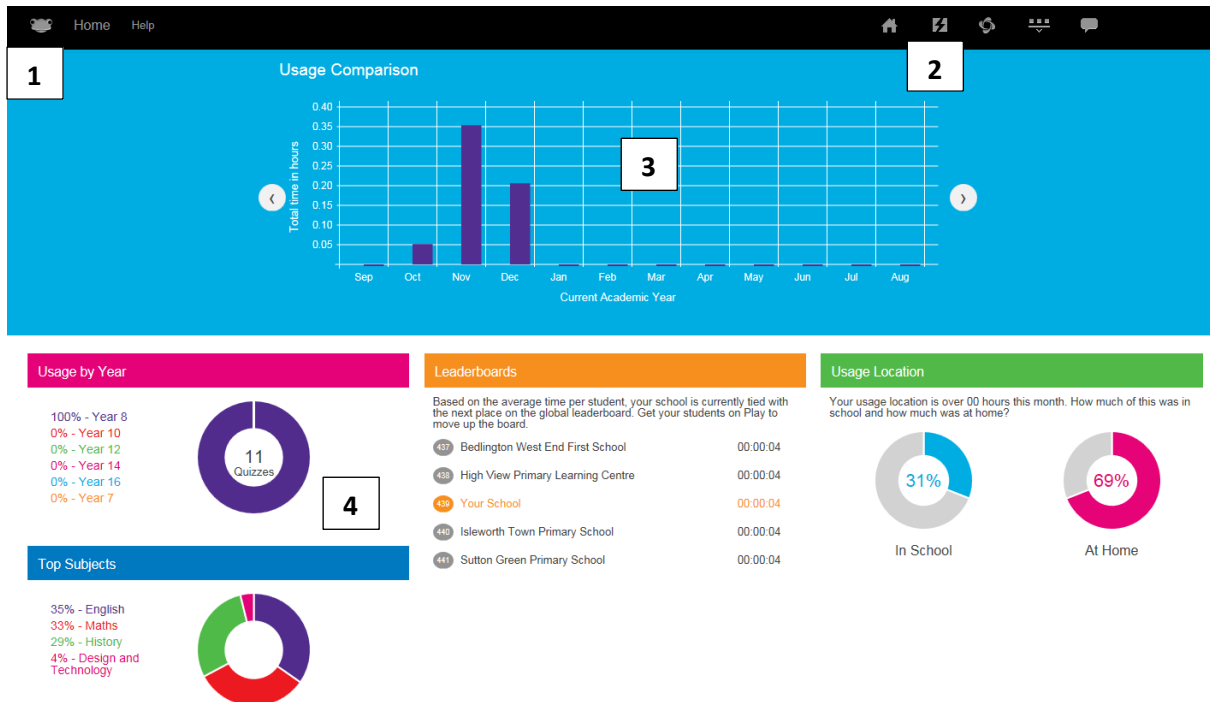 Home Help
1
2
Usage Comparison
0.40
0.35
0.30
0.25
0.20
0.15
0.10
0.05
Total time in hours
3
‹
›
Sep Oct Nov Dec Jan Feb Mar Apr May Jun Jul Aug
Current Academic Year
Usage by Year
100% - Year 8
0% - Year 10
0% - Year 12
0% - Year 14
0% - Year 16
0% - Year 7
11
Quizzes
4
Top Subjects
35% - English
33% - Maths
29% - History
4% - Design and
Technology
Leaderboards
Based on the average time per student, your school is currently tied with
the next place on the global leaderboard. Get your students on Play to
move up the board.
437 Bedlington West End First School 00:00:04
438 High View Primary Learning Centre 00:00:04
439 Your School 00:00:04
440 Isleworth Town Primary School 00:00:04
441 Sutton Green Primary School 00:00:04
Usage Location
Your usage location is over 00 hours this month. How much of this was in
school and how much was at home?
31%
In School
69%
At Home